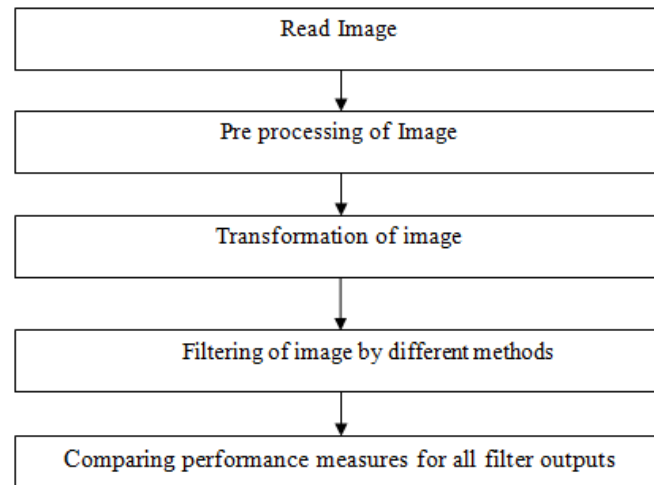 Read Image
Pre processing of Image
Transformation of image
Filtering of image by different methods
Comparing performance measures for all filter outputs